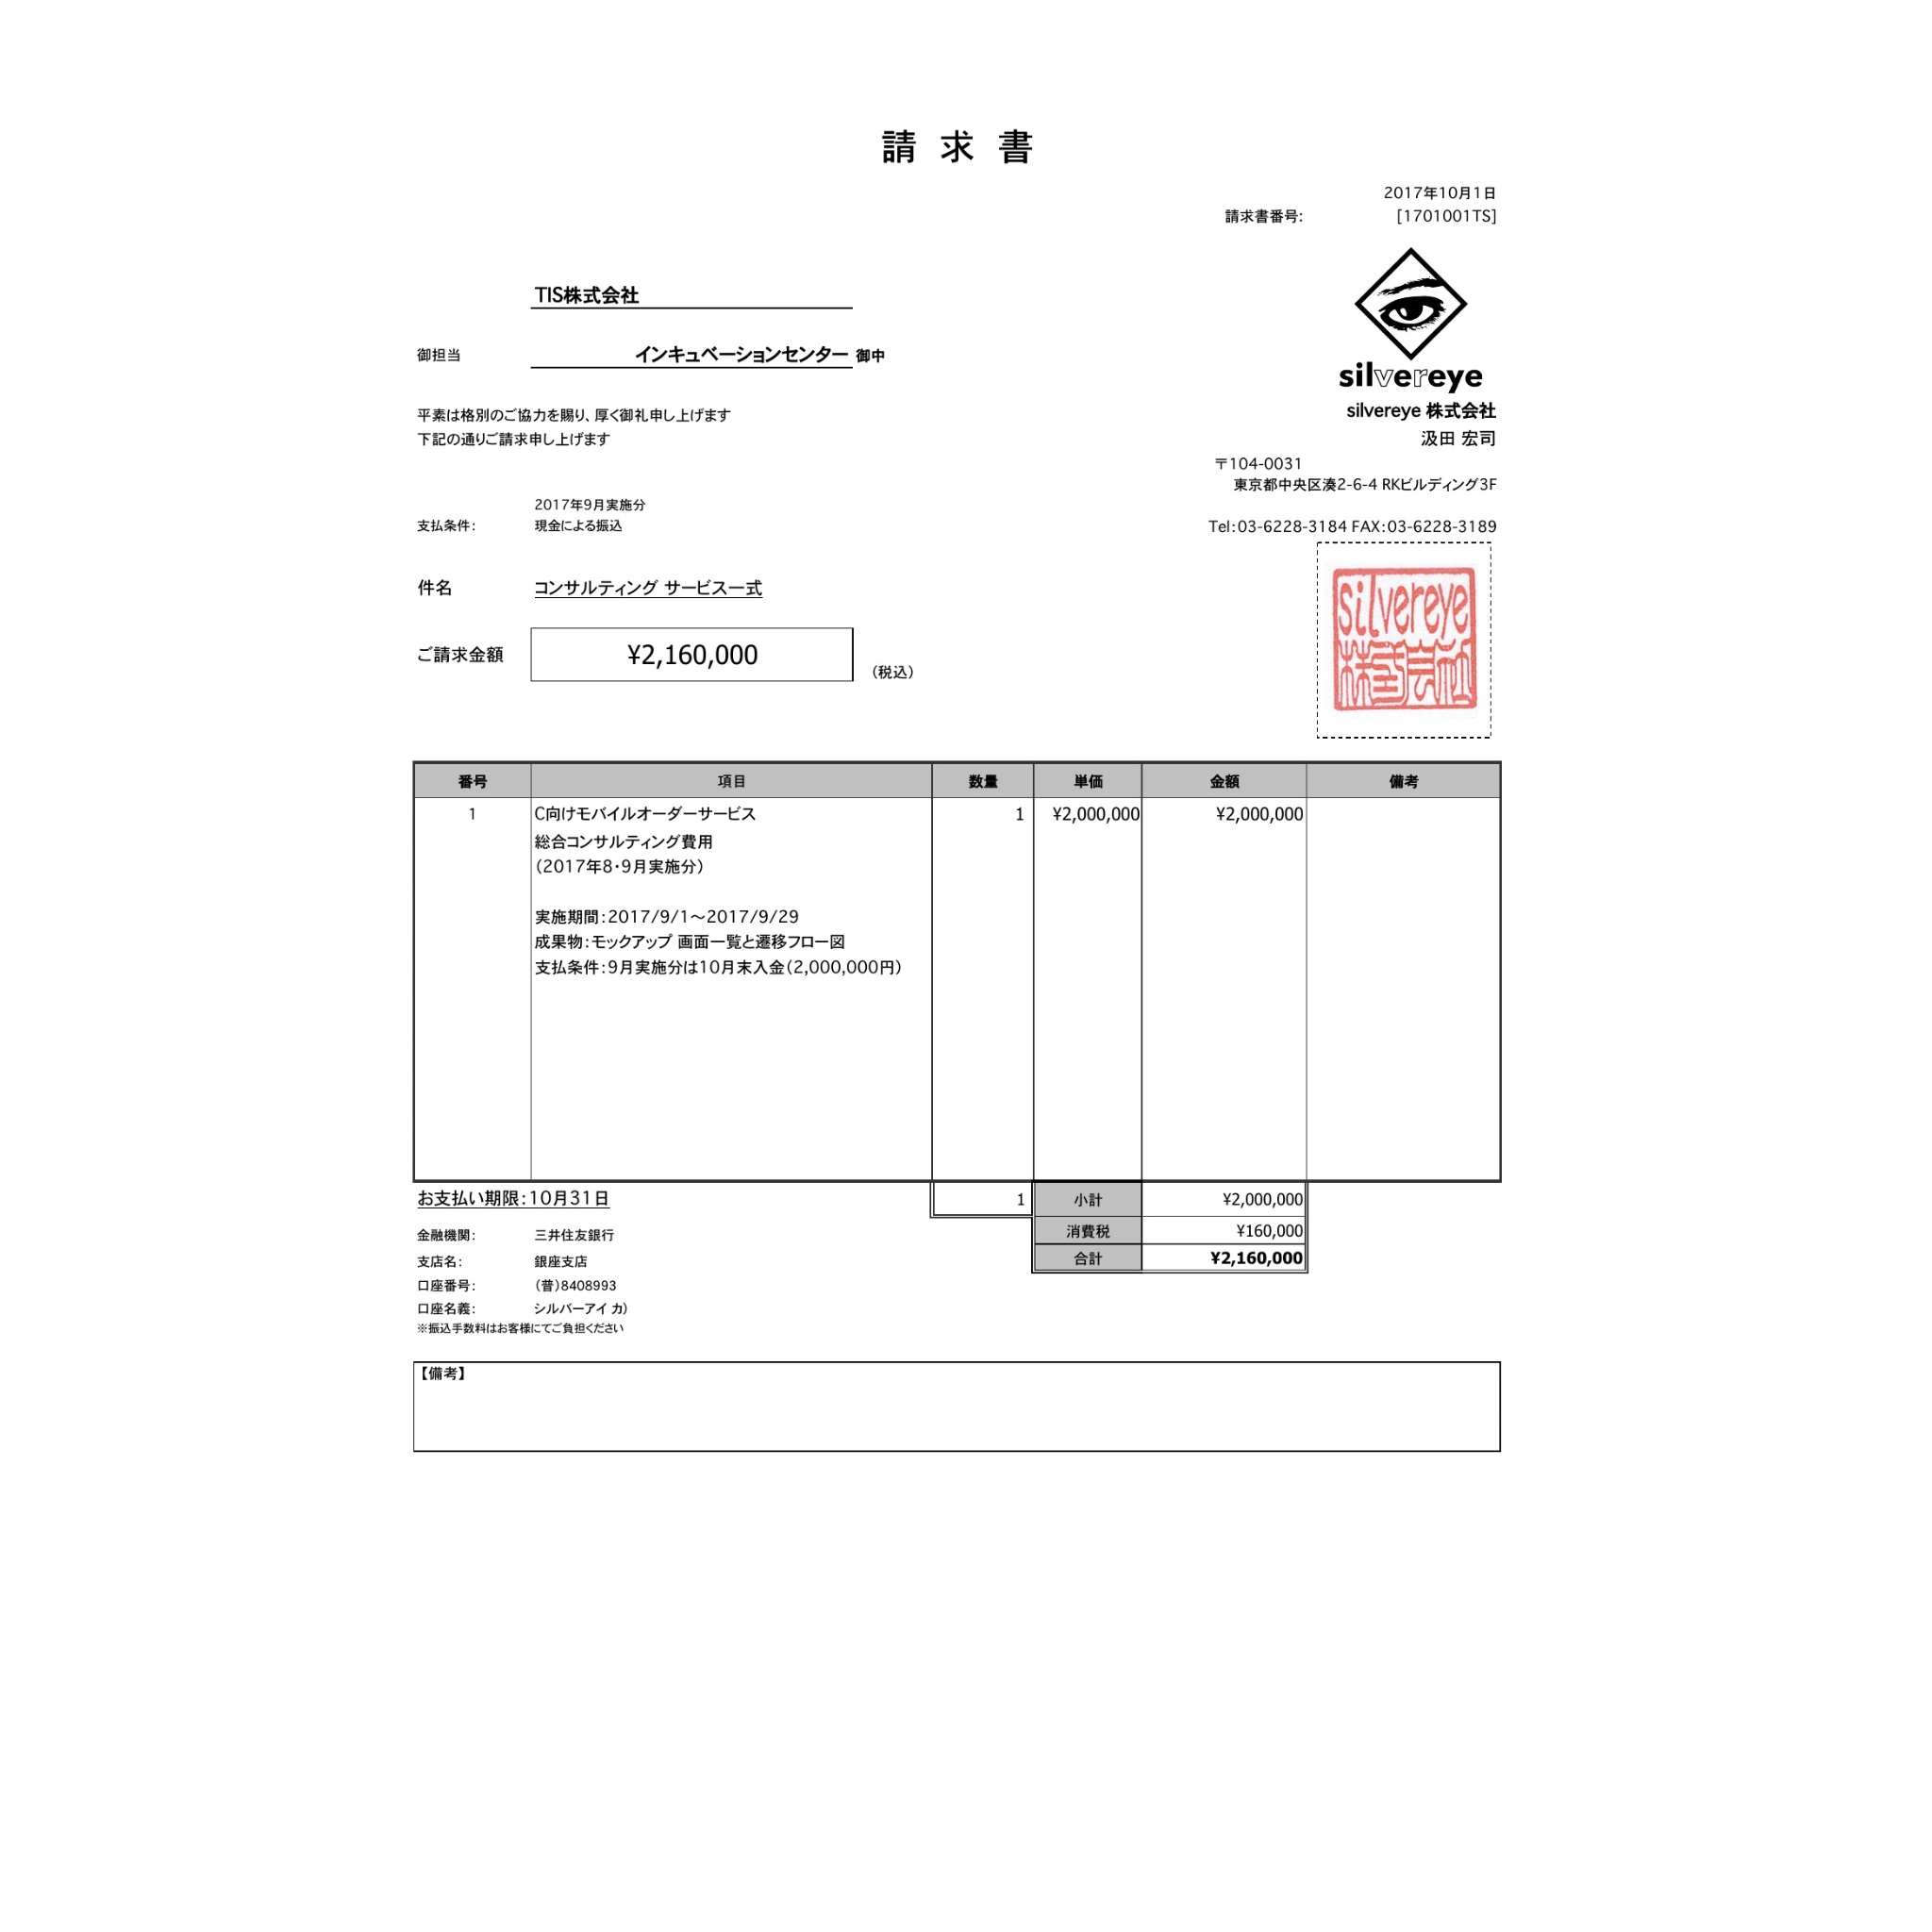 請 求 書
2017年10月1日
請求書番号: [1701001TS]
TIS株式会社
御担当 インキュベーションセンター 御中
silvereye
silvereye 株式会社
汲田 宏司
平素は格別のご協力を賜り、厚く御礼申し上げます
下記の通りご請求申し上げます
〒104-0031
東京都中央区湊2-6-4 RKビルディング3F
2017年9月実施分
支払条件: 現金による振込
Tel:03-6228-3184 FAX:03-6228-3189
件名 コンサルティング サービス一式
silvereye
株式会社
ご請求金額 ¥2,160,000 (税込)
番号 項目 数量 単価 金額 備考
1 C向けモバイルオーダーサービス 1 ¥2,000,000 ¥2,000,000
総合コンサルティング費用
(2017年8・9月実施分)
実施期間:2017/9/1～2017/9/29
成果物:モックアップ 画面一覧と遷移フロー図
支払条件:9月実施分は10月末入金(2,000,000円)
お支払い期限:10月31日 1 小計 ¥2,000,000
金融機関: 三井住友銀行 消費税 ¥160,000
支店名: 銀座支店 合計 ¥2,160,000
口座番号: (普)8408993
口座名義: シルバーアイ カ)
※振込手数料はお客様にてご負担ください
【備考】